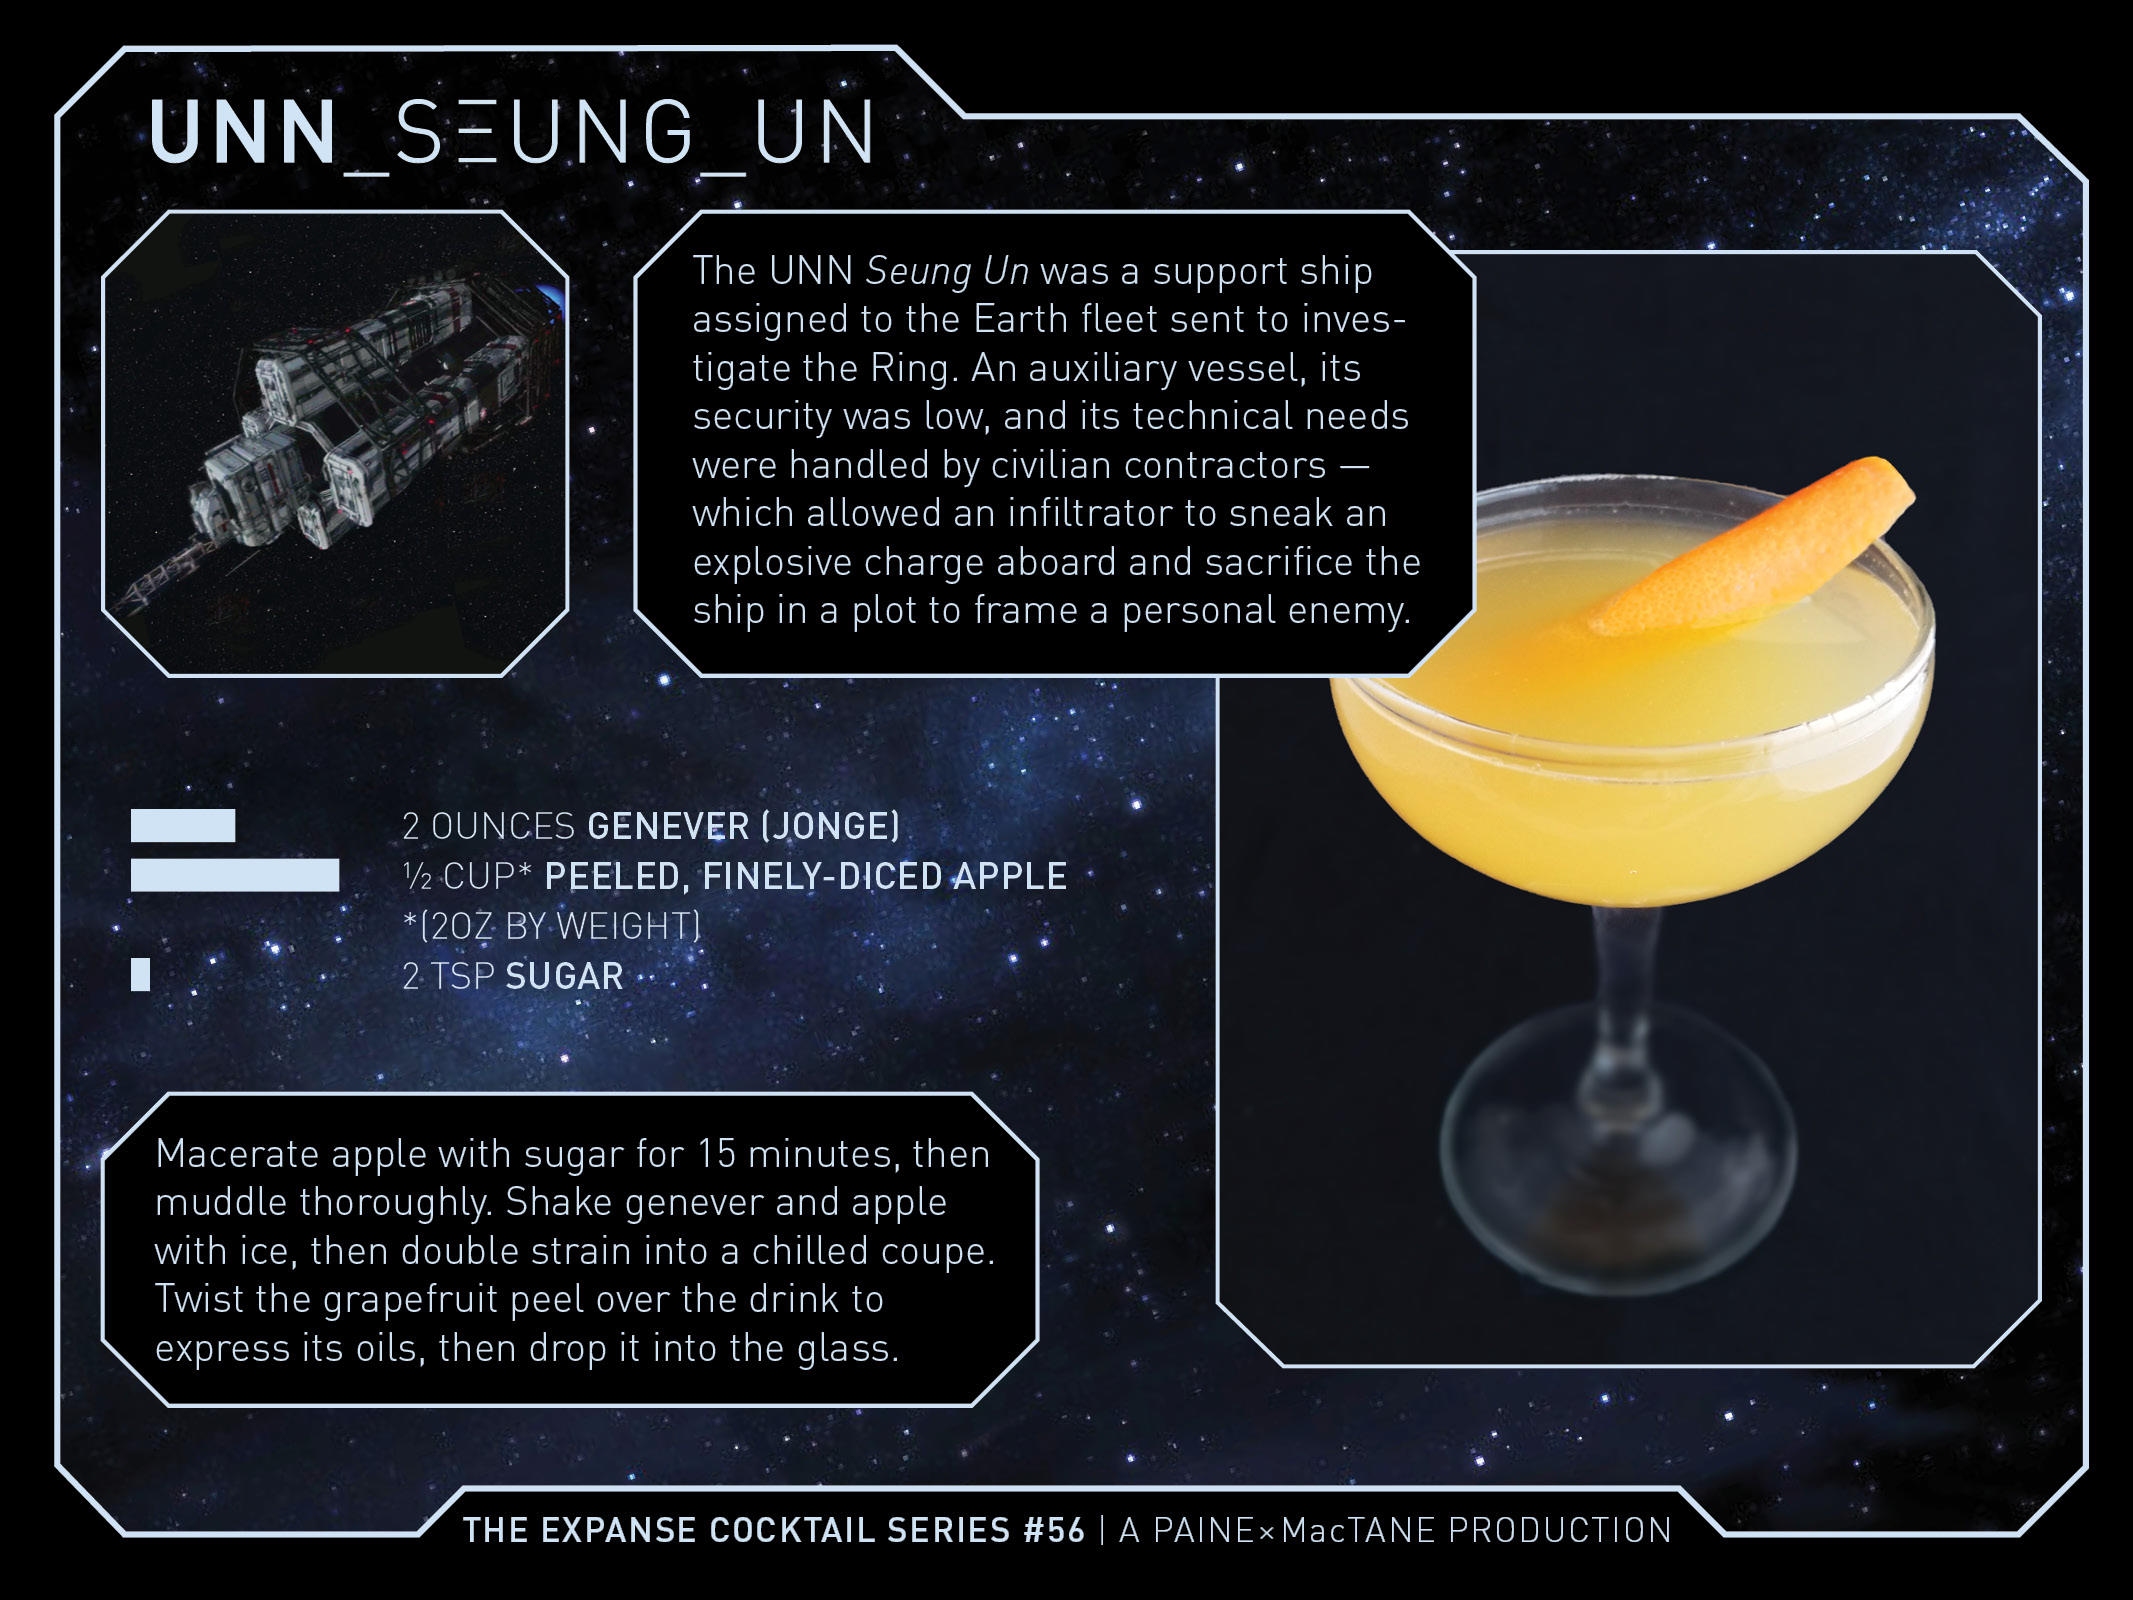 UNN_SEUNG_UN
The UNN Seung Un was a support ship
assigned to the Earth fleet sent to inves-
tigate the Ring. An auxiliary vessel, its
security was low, and its technical needs
were handled by civilian contractors —
which allowed an infiltrator to sneak an
explosive charge aboard and sacrifice the
ship in a plot to frame a personal enemy.
2 OUNCES GENEVER (JONGE)
½ CUP* PEELED, FINELY-DICED APPLE
*(2OZ BY WEIGHT)
2 TSP SUGAR
Macerate apple with sugar for 15 minutes, then
muddle thoroughly. Shake genever and apple
with ice, then double strain into a chilled coupe.
Twist the grapefruit peel over the drink to
express its oils, then drop it into the glass.
THE EXPANSE COCKTAIL SERIES #56 | A PAINE×MacTANE PRODUCTION